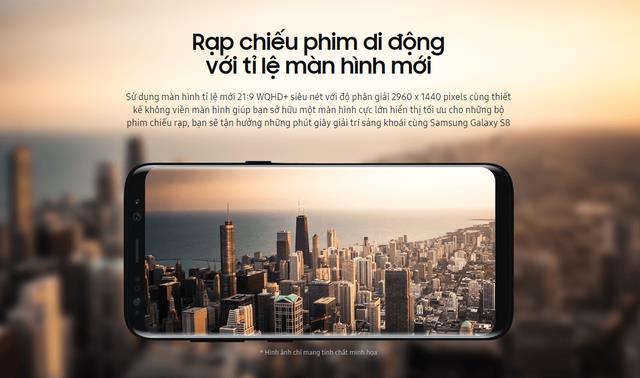 Rạp chiếu phim di động
với tỉ lệ màn hình mới
Sử dụng màn hình tỉ lệ mới 21:9 WQHD+ siêu nét với độ phân giải 2960 x 1440 pixels cùng thiết
kế không viền màn hình giúp bạn sở hữu một màn hình cực lớn hiển thị tối ưu cho những bộ
phim chiếu rạp, bạn sẽ tận hưởng những phút giây giải trí sảng khoái cùng Samsung Galaxy S8
* Hình ảnh chỉ mang tính chất minh họa